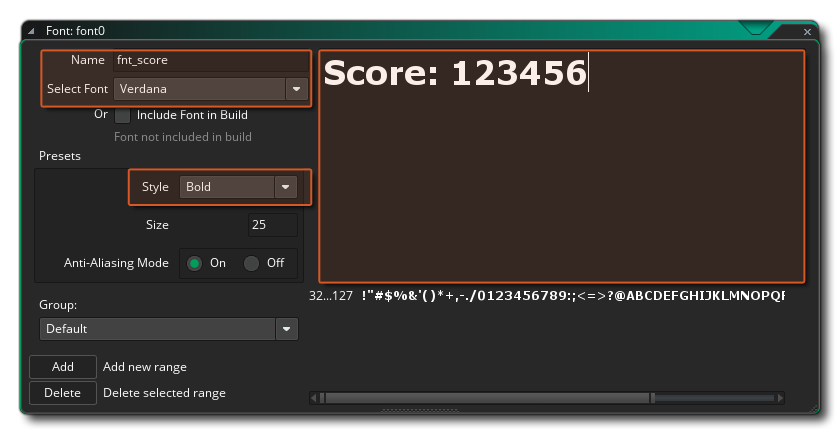 Font: font0
Name fnt_score
Select Font Verdana
Or Include Font in Build
Font not included in build
Presets
Style Bold
Size 25
Anti-Aliasing Mode On Off
Group:
Default
Add Add new range
Delete Delete selected range
Score: 123456
32...127 !"#$%&'()*+,-./0123456789:;<=>?@ABCDEFGHIJKLMNOPQR